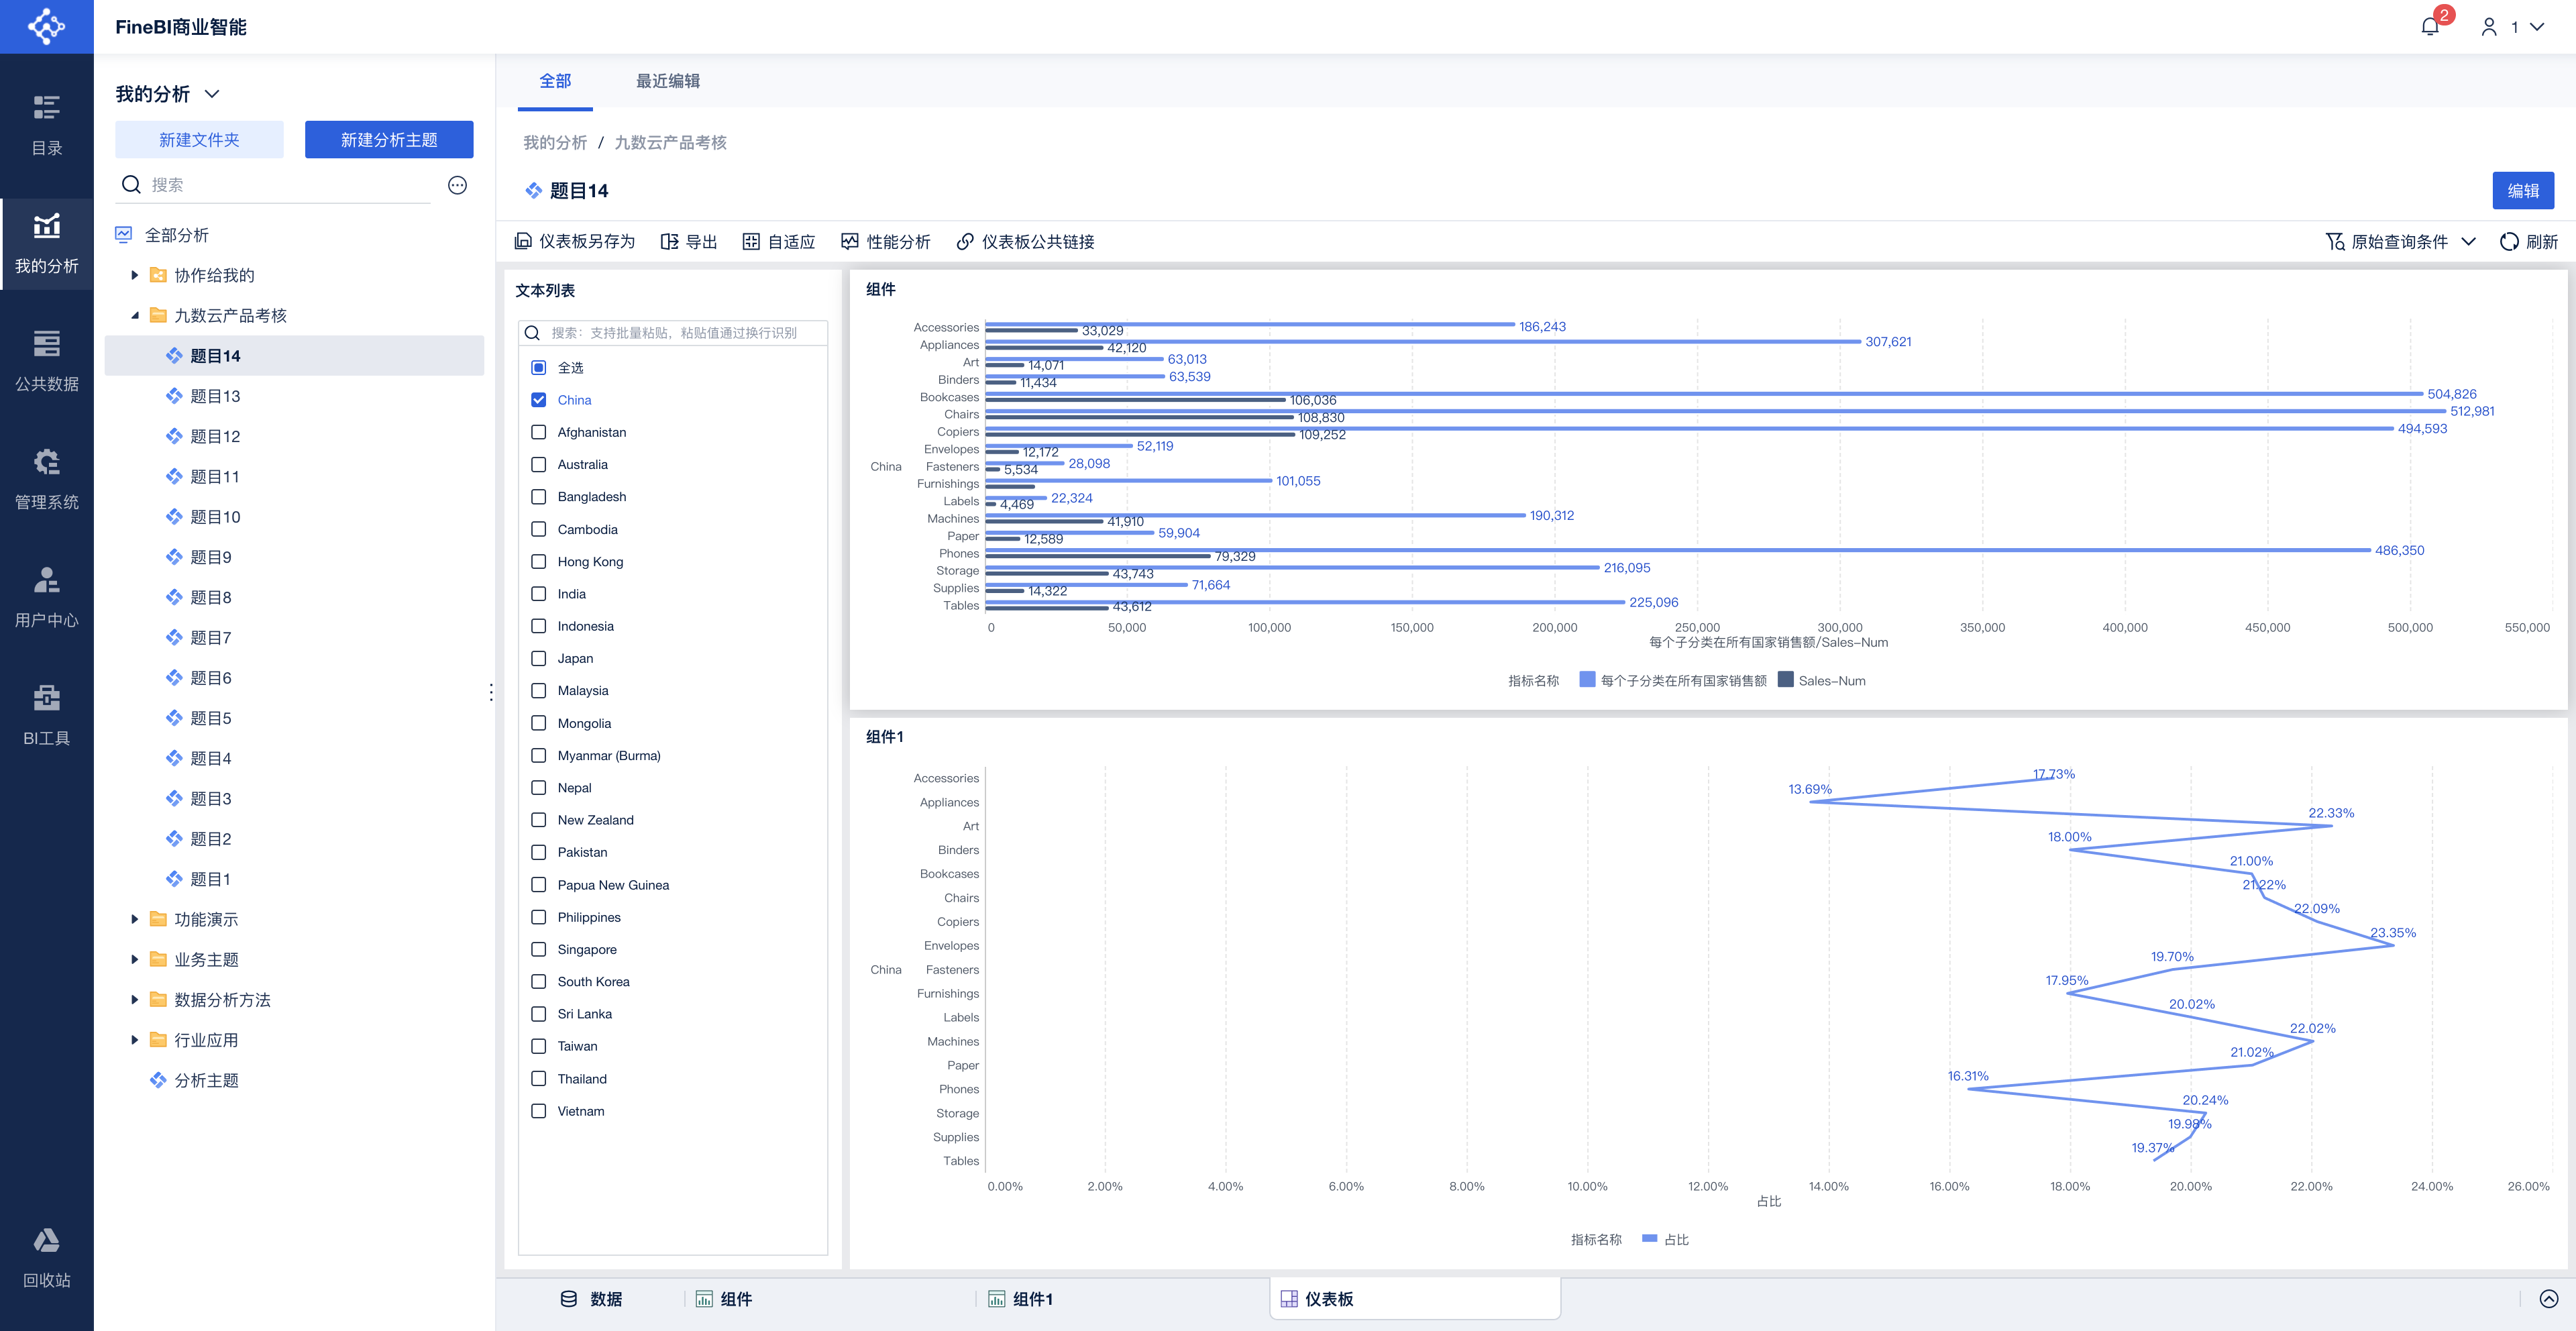 FineBI商业智能
2
1
目录
我的分析
公共数据
管理系统
用户中心
BI工具
回收站
我的分析
新建文件夹
新建分析主题
搜索
全部分析
协作给我的
九数云产品考核
题目14
题目13
题目12
题目11
题目10
题目9
题目8
题目7
题目6
题目5
题目4
题目3
题目2
题目1
功能演示
业务主题
数据分析方法
行业应用
分析主题
全部
最近编辑
我的分析 / 九数云产品考核
题目14
编辑
仪表板另存为
导出
自适应
性能分析
仪表板公共链接
原始查询条件
刷新
文本列表
搜索：支持批量粘贴，粘贴值通过换行识别
全选
China
Afghanistan
Australia
Bangladesh
Cambodia
Hong Kong
India
Indonesia
Japan
Malaysia
Mongolia
Myanmar (Burma)
Nepal
New Zealand
Pakistan
Papua New Guinea
Philippines
Singapore
South Korea
Sri Lanka
Taiwan
Thailand
Vietnam
组件
China
Accessories 186,243 33,029
Appliances 307,621 42,120
Art 63,013 14,071
Binders 63,539 11,434
Bookcases 504,826 106,036
Chairs 512,981 108,830
Copiers 494,593 109,252
Envelopes 52,119 12,172
Fasteners 28,098 5,534
Furnishings 101,055
Labels 22,324 4,469
Machines 190,312 41,910
Paper 59,904 12,589
Phones 486,350 79,329
Storage 216,095 43,743
Supplies 71,664 14,322
Tables 225,096 43,612
0 50,000 100,000 150,000 200,000 250,000 300,000 350,000 400,000 450,000 500,000 550,000
每个子分类在所有国家销售额/Sales-Num
指标名称 每个子分类在所有国家销售额 Sales-Num
组件1
China
Accessories 17.73%
Appliances 13.69%
Art 22.33%
Binders 18.00%
Bookcases 21.00%
Chairs 21.22%
Copiers 22.09%
Envelopes 23.35%
Fasteners 19.70%
Furnishings 17.95%
Labels 20.02%
Machines 22.02%
Paper 21.02%
Phones 16.31%
Storage 20.24%
Supplies 19.98%
Tables 19.37%
0.00% 2.00% 4.00% 6.00% 8.00% 10.00% 12.00% 14.00% 16.00% 18.00% 20.00% 22.00% 24.00% 26.00%
占比
指标名称 占比
数据
组件
组件1
仪表板